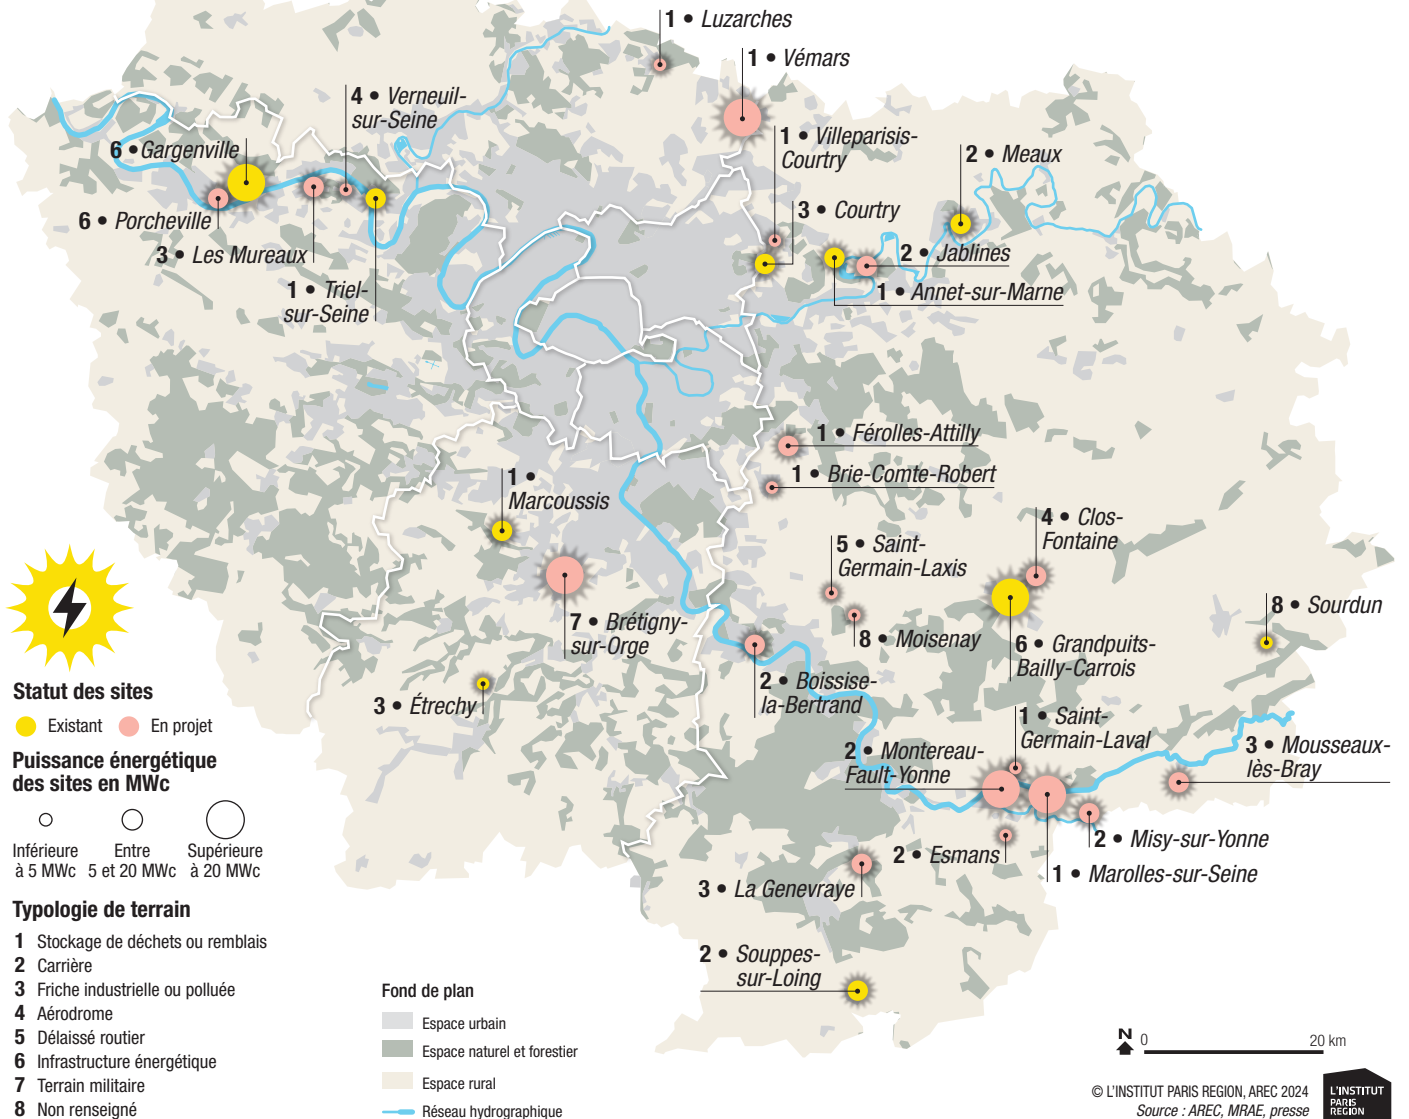 1 • Luzarches
1 • Vémars
4 • Verneuil-
sur-Seine
1 • Villeparisis-
Courtry
6 • Gargenville
2 • Meaux
3 • Courtry
6 • Porcheville
3 • Les Mureaux
2 • Jablines
1 • Triel-
sur-Seine
1 • Annet-sur-Marne
1 • Férolles-Attilly
1 • Brie-Comte-Robert
1 •
Marcoussis
4 • Clos-
Fontaine
5 • Saint-
Germain-Laxis
8 • Sourdun
7 • Brétigny-
sur-Orge
8 • Moisenay
6 • Grandpuits-
Bailly-Carrois
2 • Boissise-
la-Bertrand
3 • Étrechy
1 • Saint-
Germain-Laval
2 • Montereau-
Fault-Yonne
3 • Mousseaux-
lès-Bray
2 • Misy-sur-Yonne
2 • Esmans
1 • Marolles-sur-Seine
3 • La Genevraye
2 • Souppes-
sur-Loing
Statut des sites
Existant
En projet
Puissance énergétique
des sites en MWc
Inférieure
à 5 MWc
Entre
5 et 20 MWc
Supérieure
à 20 MWc
Typologie de terrain
1 Stockage de déchets ou remblais
2 Carrière
3 Friche industrielle ou polluée
4 Aérodrome
5 Délaissé routier
6 Infrastructure énergétique
7 Terrain militaire
8 Non renseigné
Fond de plan
Espace urbain
Espace naturel et forestier
Espace rural
Réseau hydrographique
N
0 20 km
© L'INSTITUT PARIS REGION, AREC 2024
Source : AREC, MRAE, presse
L'INSTITUT
PARIS
REGION